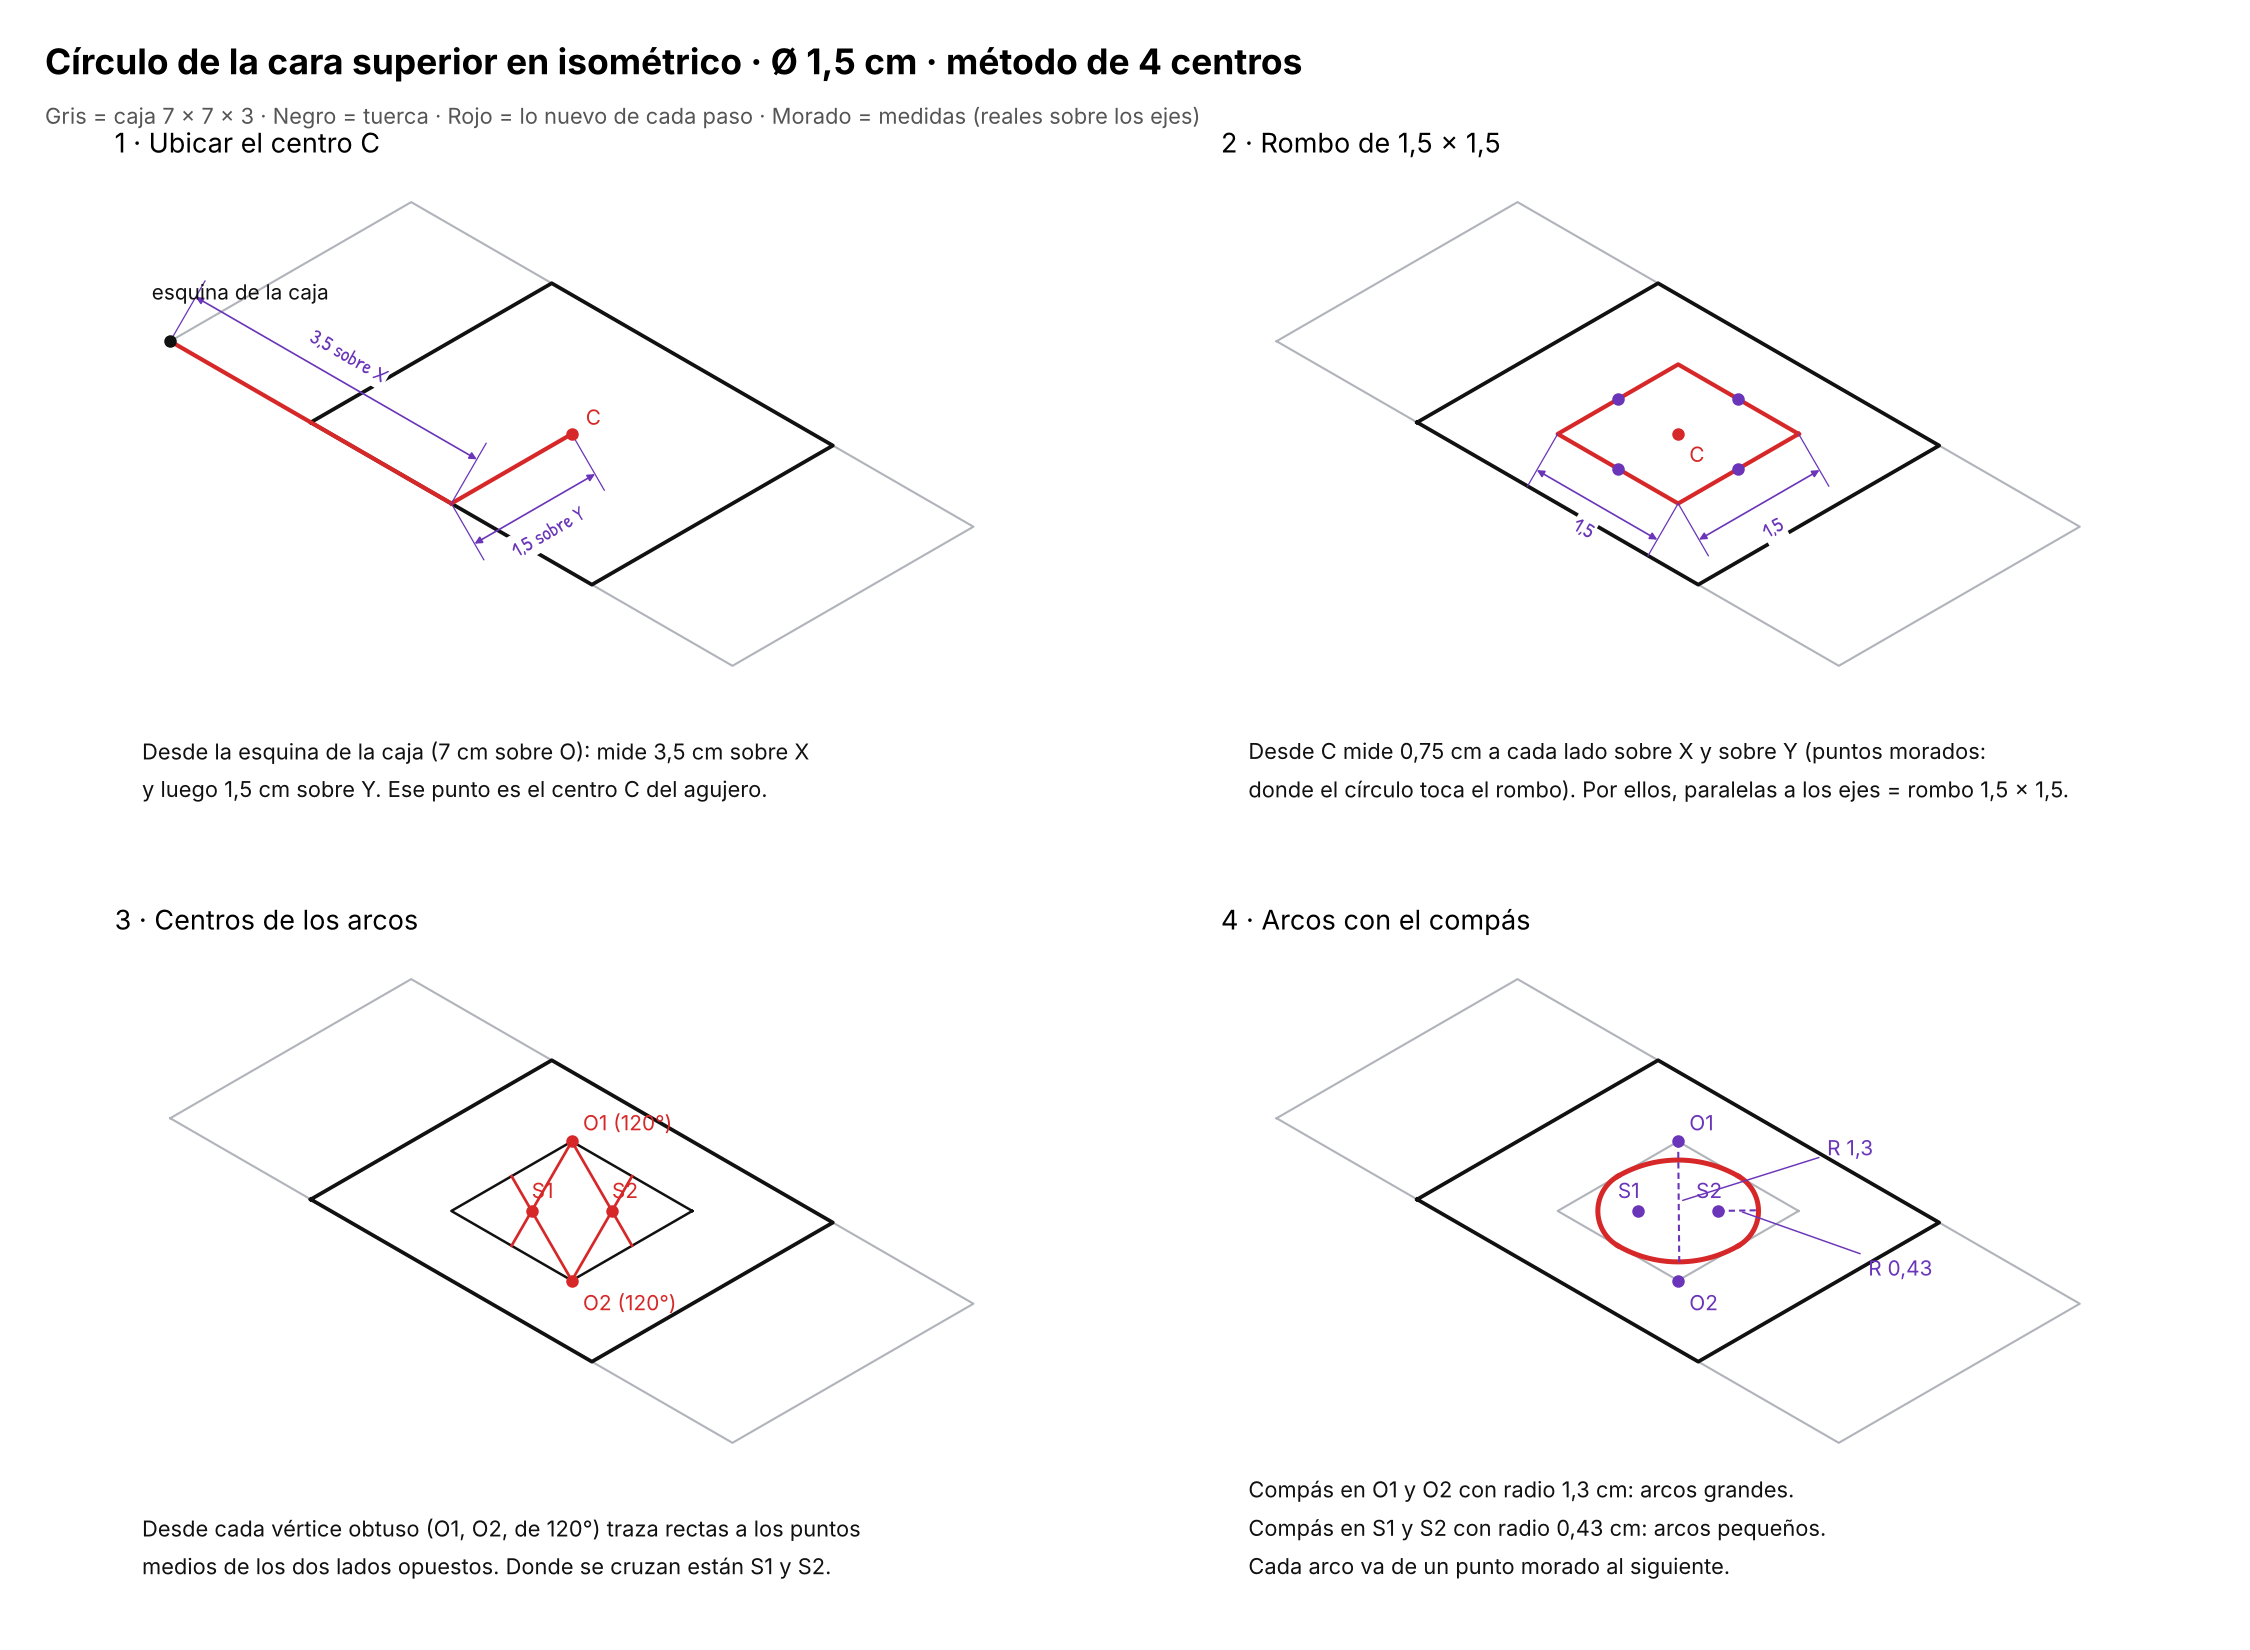 Círculo de la cara superior en isométrico · Ø 1,5 cm · método de 4 centros
Gris = caja 7 × 7 × 3 · Negro = tuerca · Rojo = lo nuevo de cada paso · Morado = medidas (reales sobre los ejes)
1 · Ubicar el centro C
esquina de la caja
3,5 sobre X
C
1,5 sobre Y
Desde la esquina de la caja (7 cm sobre O): mide 3,5 cm sobre X
y luego 1,5 cm sobre Y. Ese punto es el centro C del agujero.
2 · Rombo de 1,5 × 1,5
C
1,5
1,5
Desde C mide 0,75 cm a cada lado sobre X y sobre Y (puntos morados:
donde el círculo toca el rombo). Por ellos, paralelas a los ejes = rombo 1,5 × 1,5.
3 · Centros de los arcos
O1 (120°)
S1
S2
O2 (120°)
Desde cada vértice obtuso (O1, O2, de 120°) traza rectas a los puntos
medios de los dos lados opuestos. Donde se cruzan están S1 y S2.
4 · Arcos con el compás
O1
R 1,3
S1
S2
R 0,43
O2
Compás en O1 y O2 con radio 1,3 cm: arcos grandes.
Compás en S1 y S2 con radio 0,43 cm: arcos pequeños.
Cada arco va de un punto morado al siguiente.